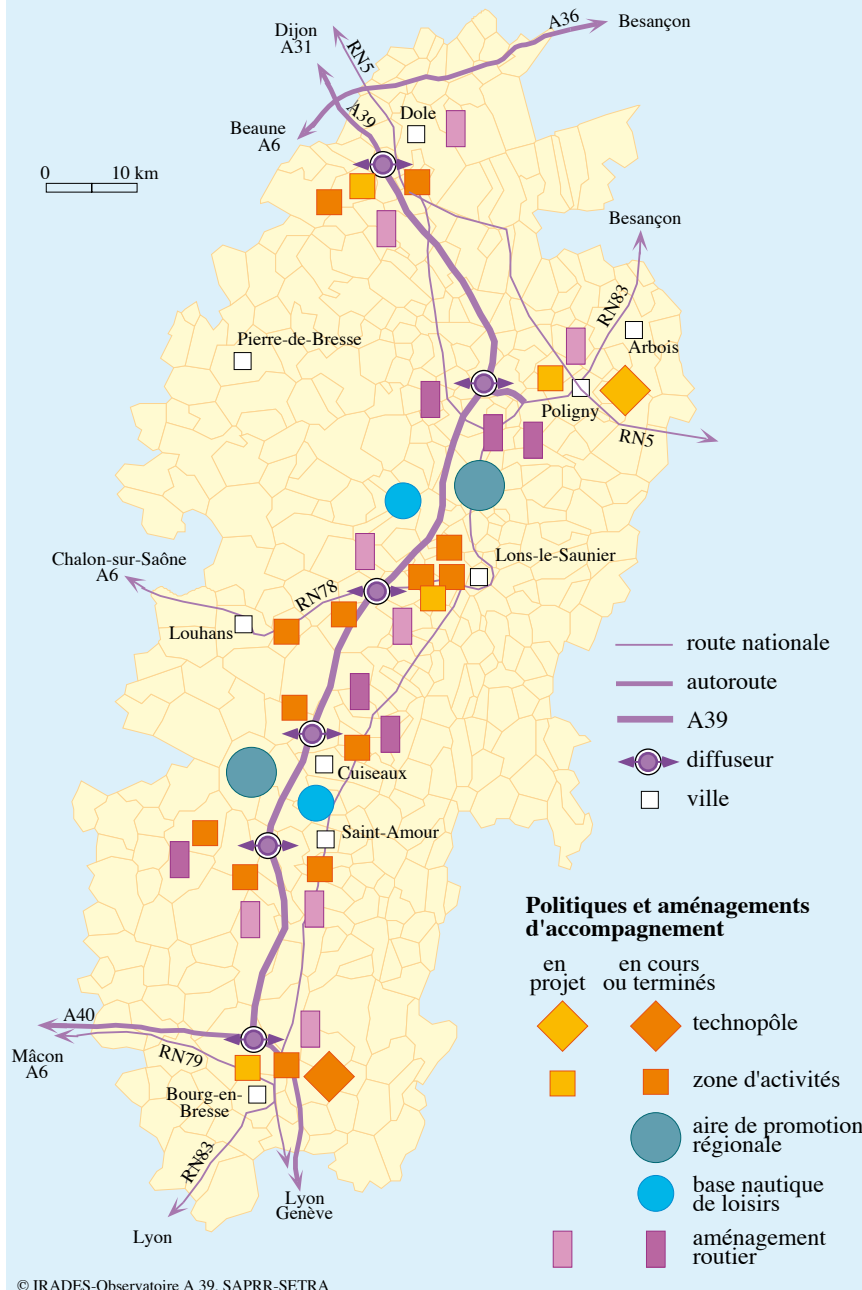 A36
Besançon
Dijon
A31
RN5
A39
Beaune
A6
Dole
0
10 km
Besançon
RN83
Pierre-de-Bresse
Arbois
Poligny
RN5
Chalon-sur-Saône
A6
RN78
Lons-le-Saunier
Louhans
route nationale
autoroute
A39
diffuseur
ville
Cuiseaux
Saint-Amour
Politiques et aménagements
d'accompagnement
en
projet
en cours
ou terminés
technopôle
zone d'activités
aire de promotion
régionale
base nautique
de loisirs
aménagement
routier
A40
Mâcon
A6
RN79
Bourg-en-
Bresse
RN83
Lyon
Lyon
Genève
© IRADES-Observatoire A 39, SAPRR-SETRA